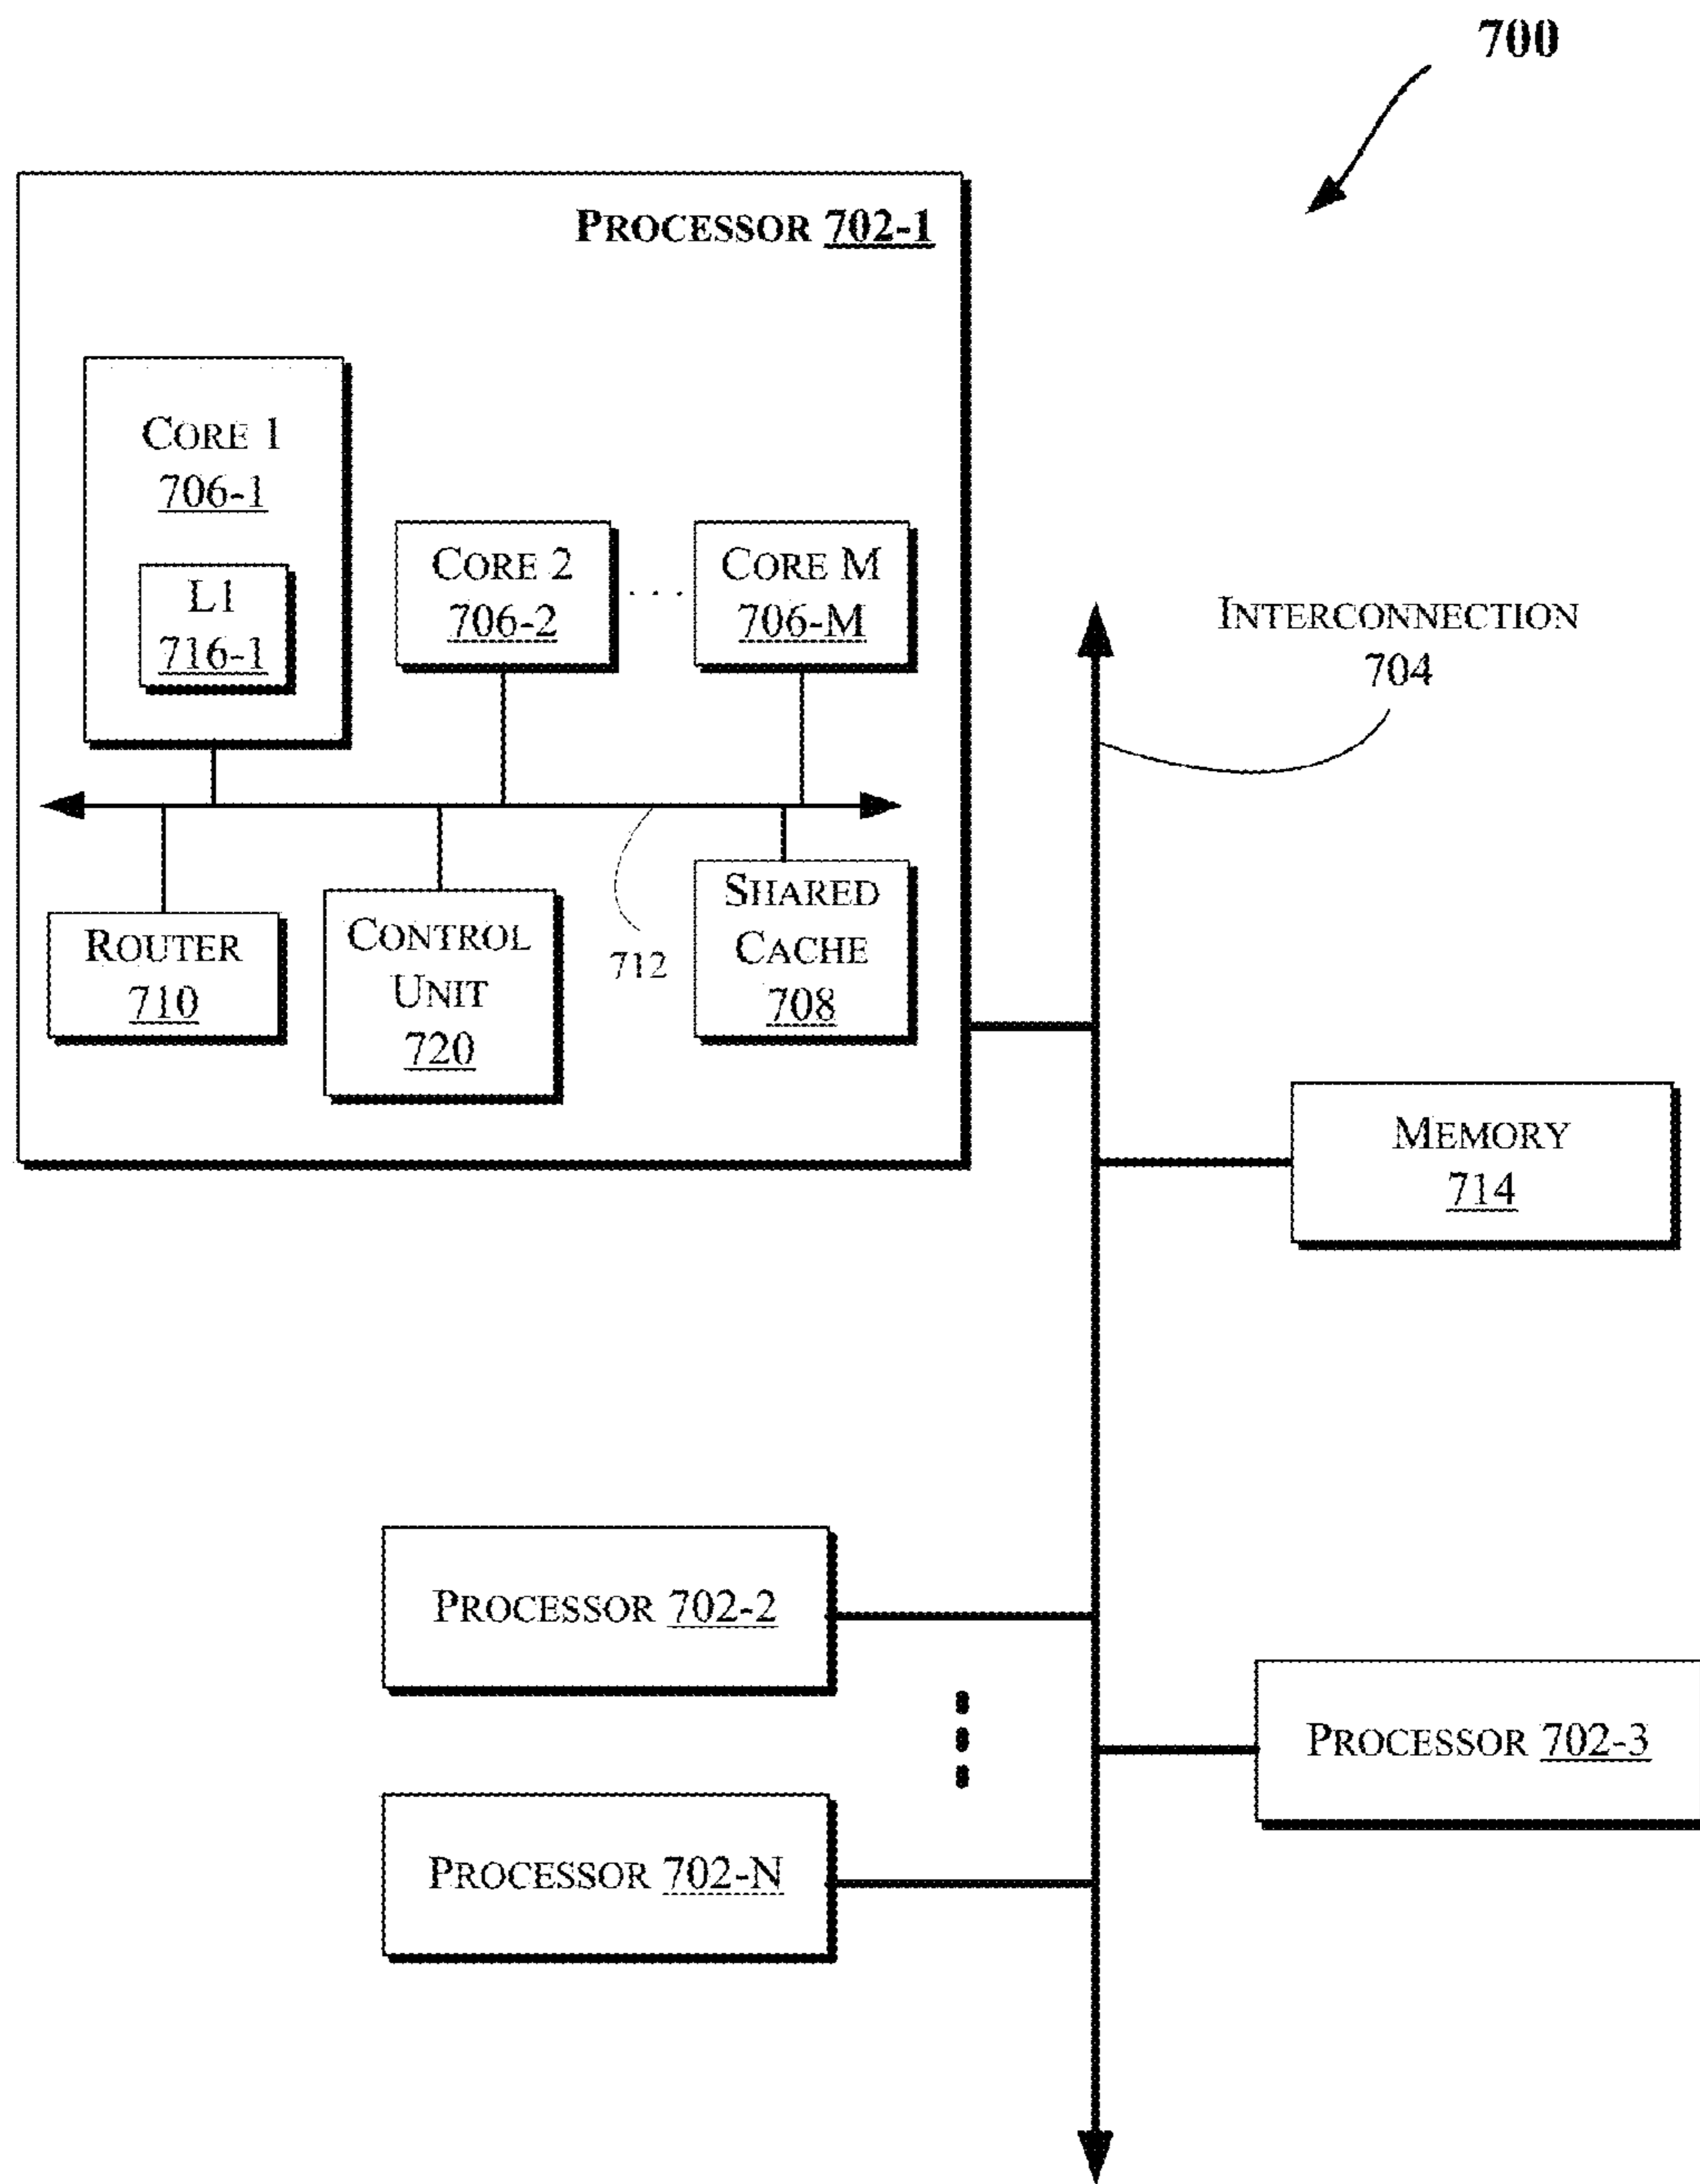 700
PROCESSOR 702-1
CORE 1
706-1
L1
716-1
CORE 2
706-2
CORE M
706-M
INTERCONNECTION
704
ROUTER
710
CONTROL
UNIT
720
712
SHARED
CACHE
708
MEMORY
714
PROCESSOR 702-2
PROCESSOR 702-3
PROCESSOR 702-N